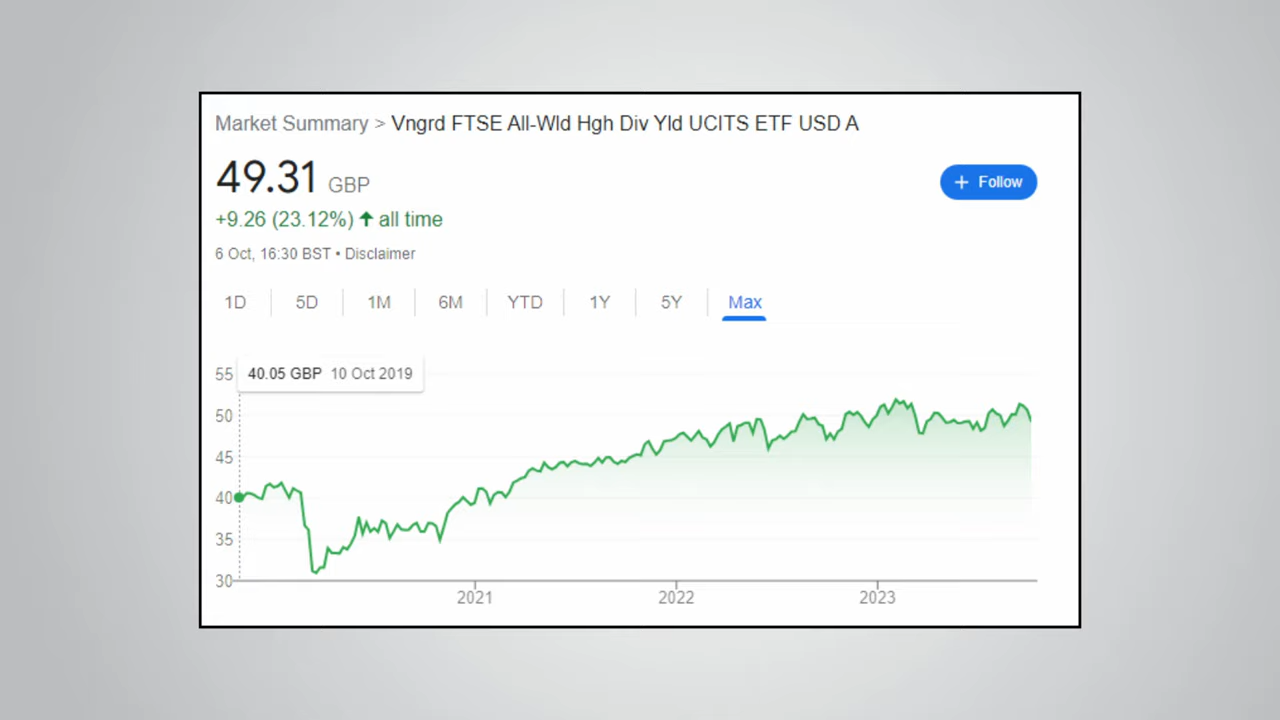 Market Summary > Vngrd FTSE All-Wld Hgh Div Yld UCITS ETF USD A
49.31 GBP
+ Follow
+9.26 (23.12%) ↑ all time
6 Oct, 16:30 BST • Disclaimer
1D 5D 1M 6M YTD 1Y 5Y Max
55
40.05 GBP 10 Oct 2019
50
45
40
35
30
2021 2022 2023